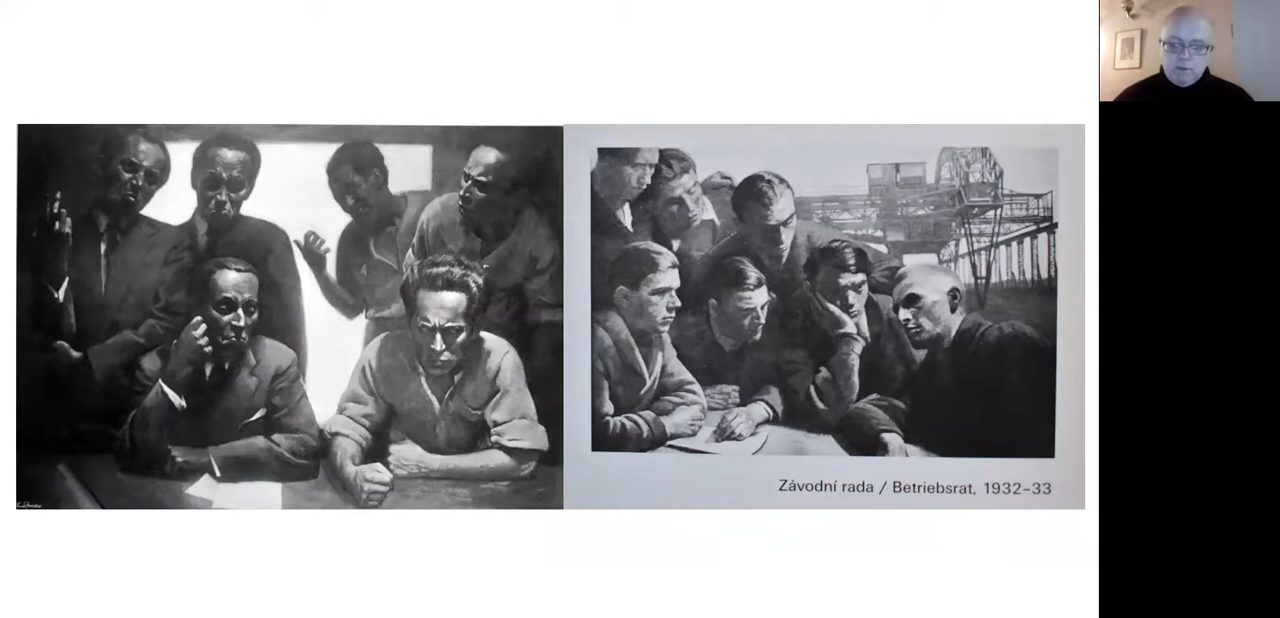 Závodní rada / Betriebsrat, 1932–33